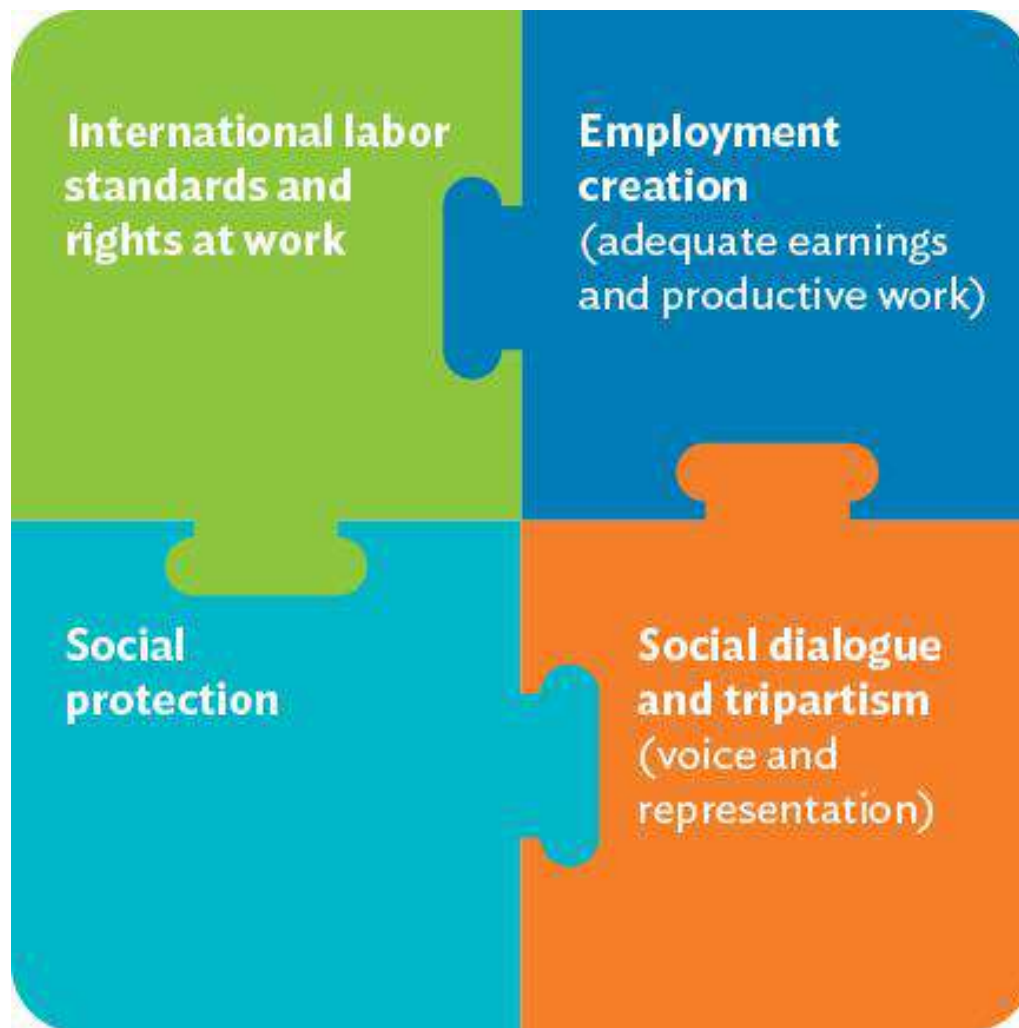 International labor
standards and
rights at work
Employment
creation
(adequate earnings
and productive work)
Social
protection
Social dialogue
and tripartism
(voice and
representation)